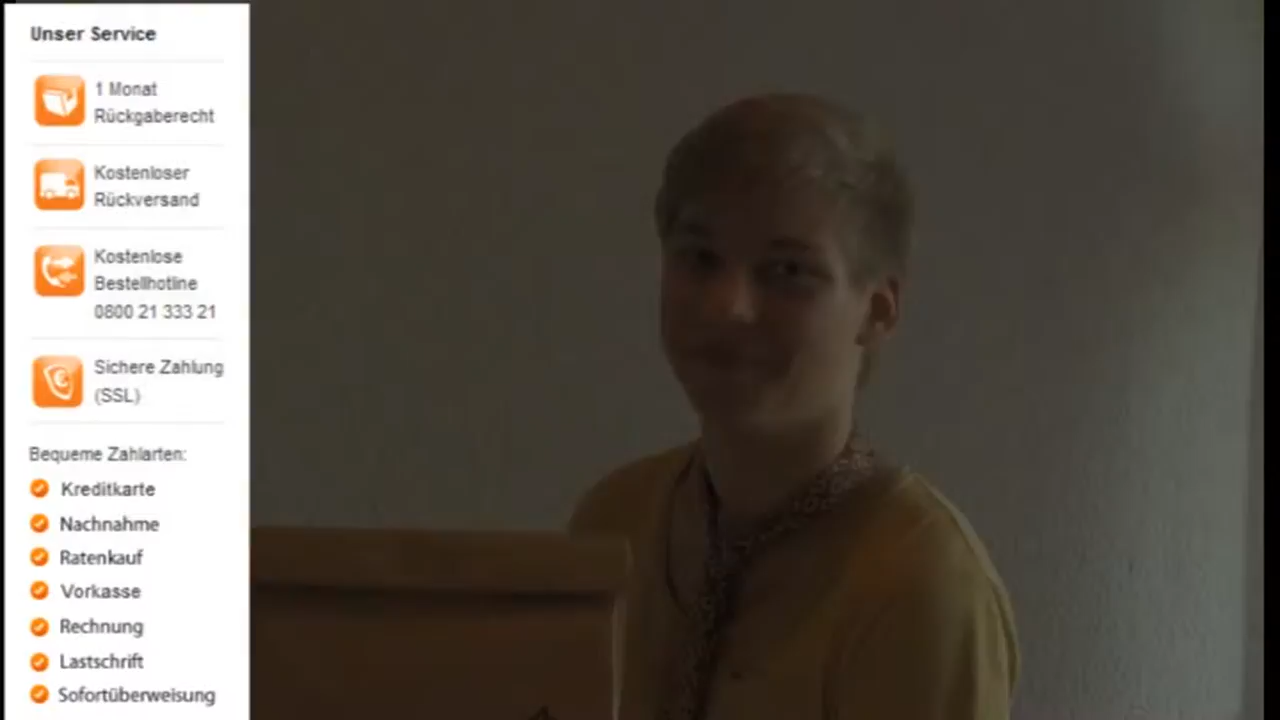 Unser Service
1 Monat
Rückgaberecht
Kostenloser
Rückversand
Kostenlose
Bestellhotline
0800 21 333 21
Sichere Zahlung
(SSL)
Bequeme Zahlarten:
Kreditkarte
Nachnahme
Ratenkauf
Vorkasse
Rechnung
Lastschrift
Sofortüberweisung